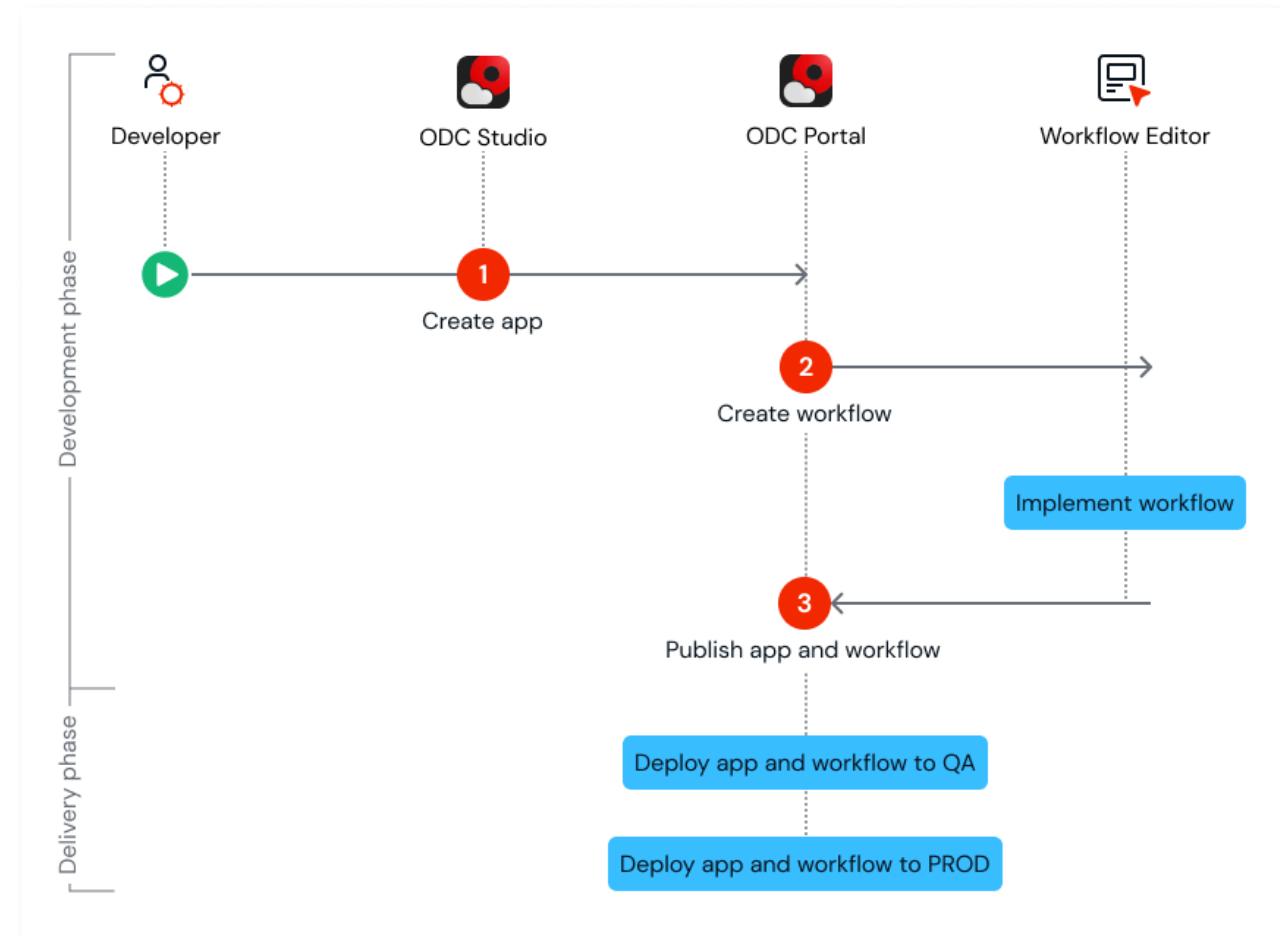 Developer
ODC Studio
ODC Portal
Workflow Editor
Development phase
1
Create app
2
Create workflow
Implement workflow
3
Publish app and workflow
Delivery phase
Deploy app and workflow to QA
Deploy app and workflow to PROD